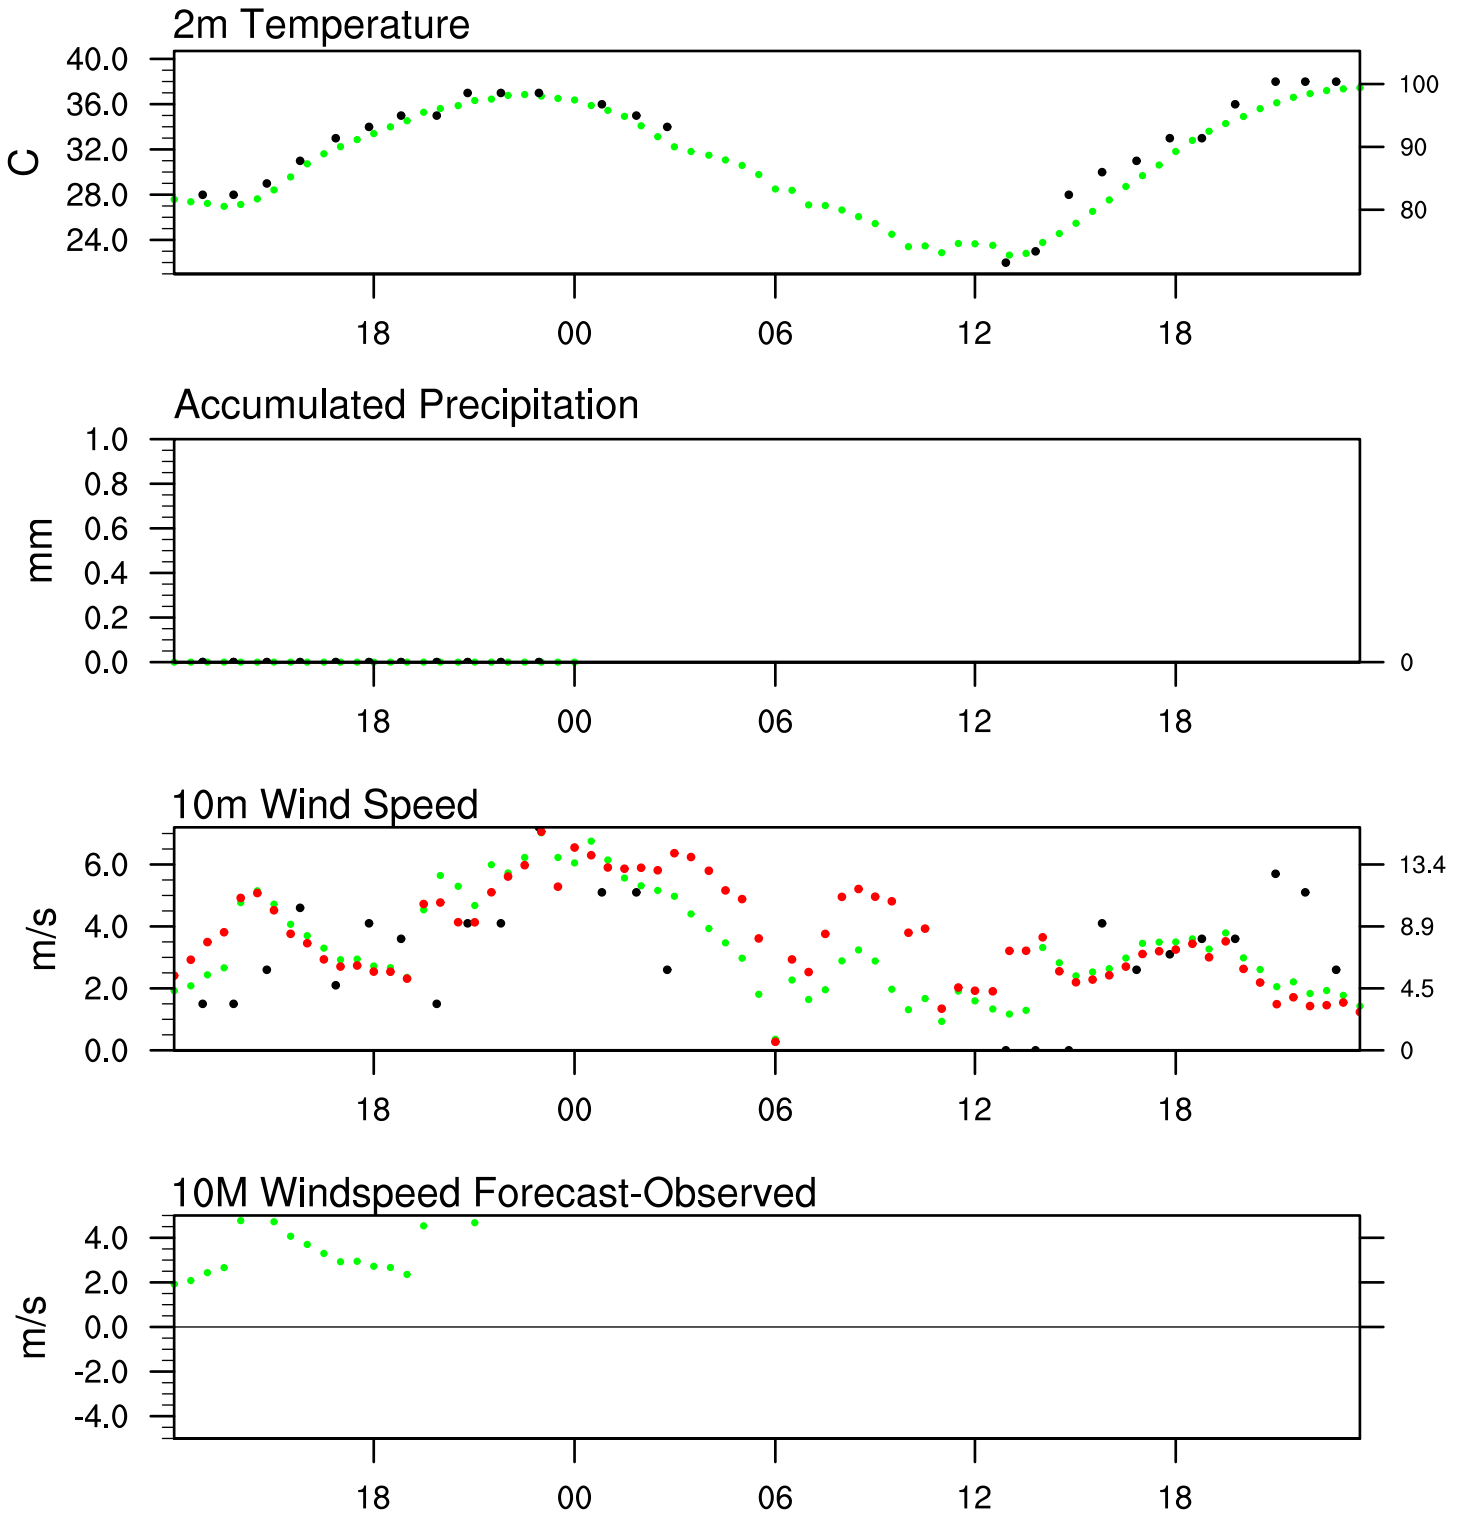 2m Temperature
40.0
36.0
32.0
28.0
24.0
C
100
90
80
18 00 06 12 18
Accumulated Precipitation
1.0
0.8
0.6
0.4
0.2
0.0
mm
0
18 00 06 12 18
10m Wind Speed
6.0
4.0
2.0
0.0
m/s
13.4
8.9
4.5
0
18 00 06 12 18
10M Windspeed Forecast-Observed
4.0
2.0
0.0
-2.0
-4.0
m/s
18 00 06 12 18